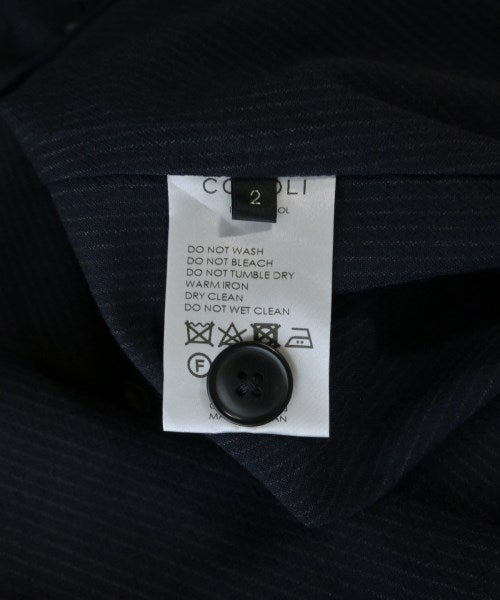 2
DO NOT WASH
DO NOT BLEACH
DO NOT TUMBLE DRY
WARM IRON
DRY CLEAN
DO NOT WET CLEAN
F